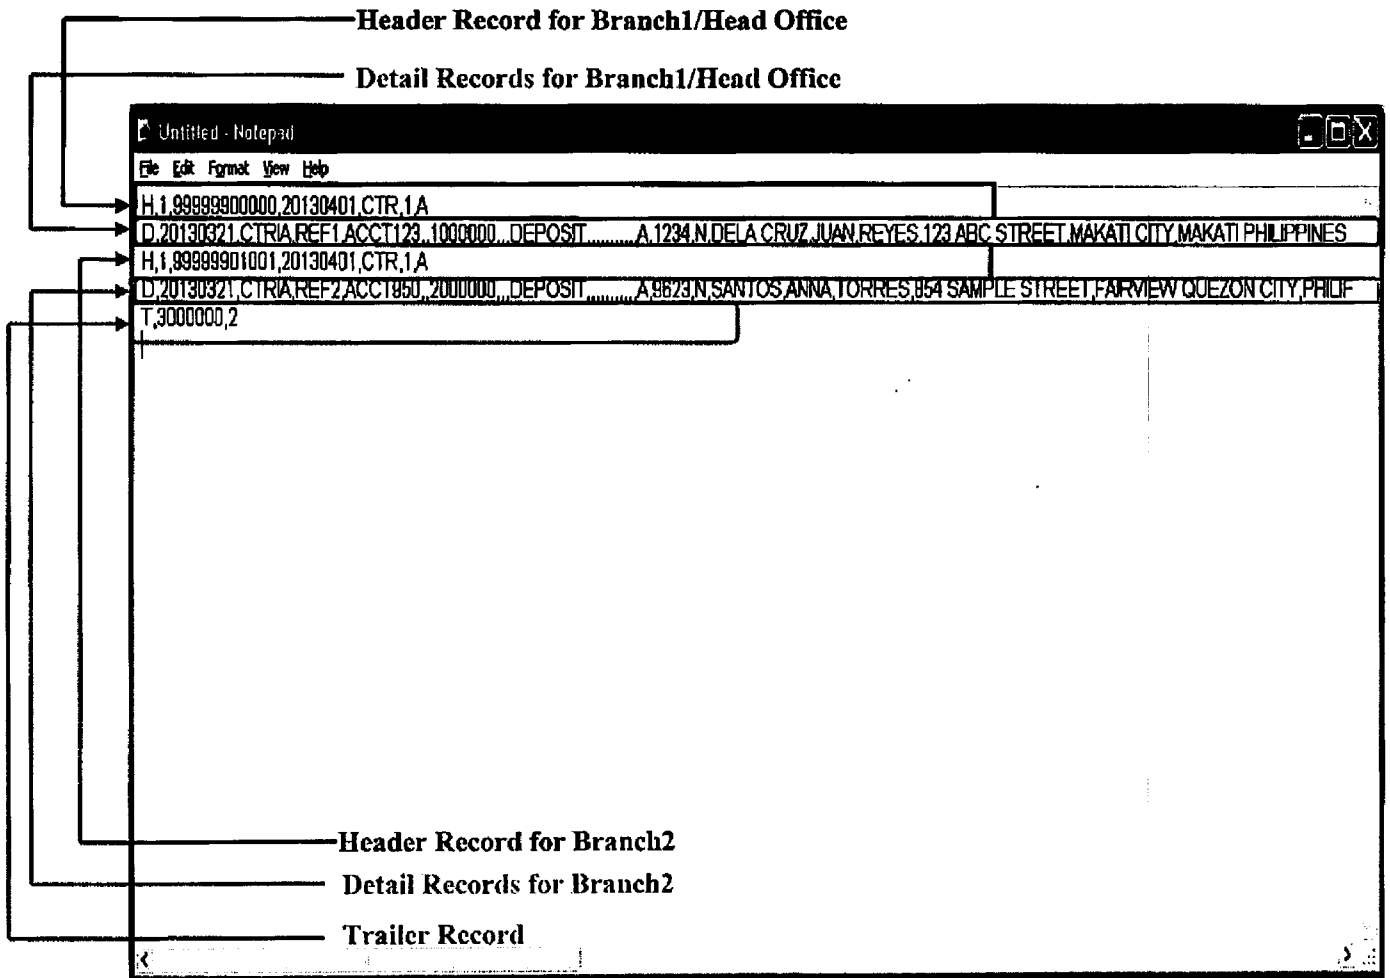 Header Record for Branch1/Head Office
Detail Records for Branch1/Head Office
Untitled - Notepad
File Edit Format View Help
H,1,99999900000,20130401,CTR,1,A
D,20130321,CTRIA,REF1,ACCT123,,1000000,,,DEPOSIT,,,,,,,,,,A,1234,N,DELA CRUZ,JUAN,REYES,123 ABC STREET,MAKATI CITY,MAKATI PHILIPPINES
H,1,99999901001,20130401,CTR,1,A
D,20130321,CTRIA,REF2,ACCT950,,2000000,,,DEPOSIT,,,,,,,,,,A,9623,N,SANTOS,ANNA,TORRES,854 SAMPLE STREET,FAIRVIEW QUEZON CITY,PHILIF
T,3000000,2
Header Record for Branch2
Detail Records for Branch2
Trailer Record